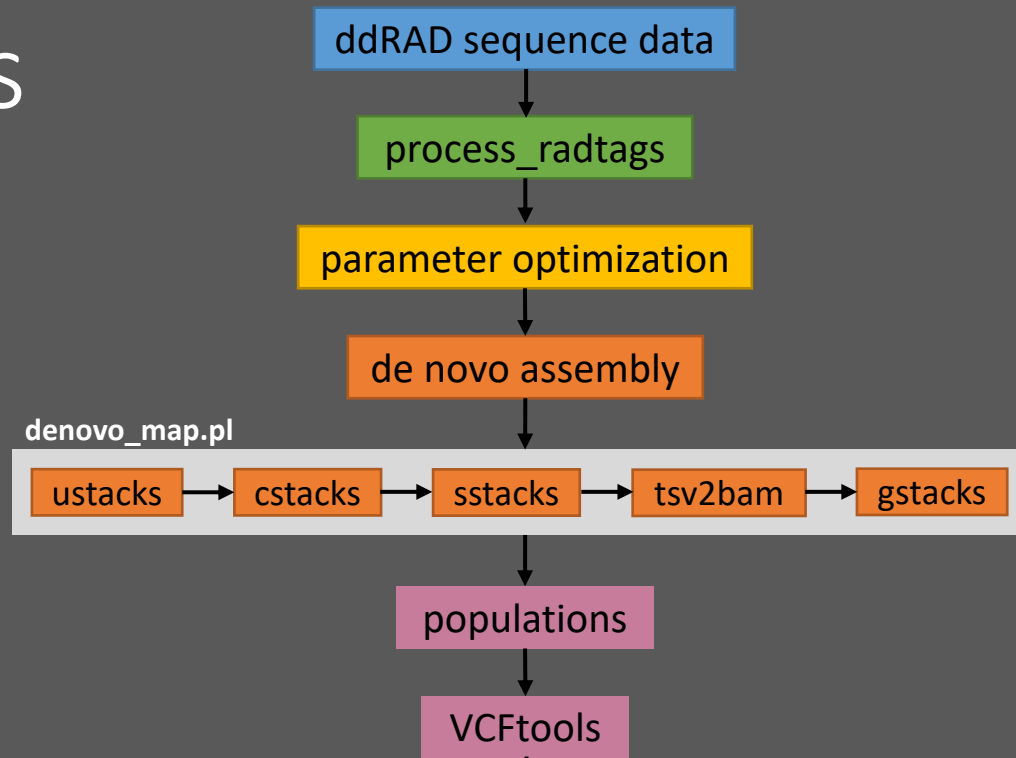 ddRAD sequence data
process_radtags
parameter optimization
de novo assembly
denovo_map.pl
ustacks cstacks sstacks tsv2bam gstacks
populations
VCFtools